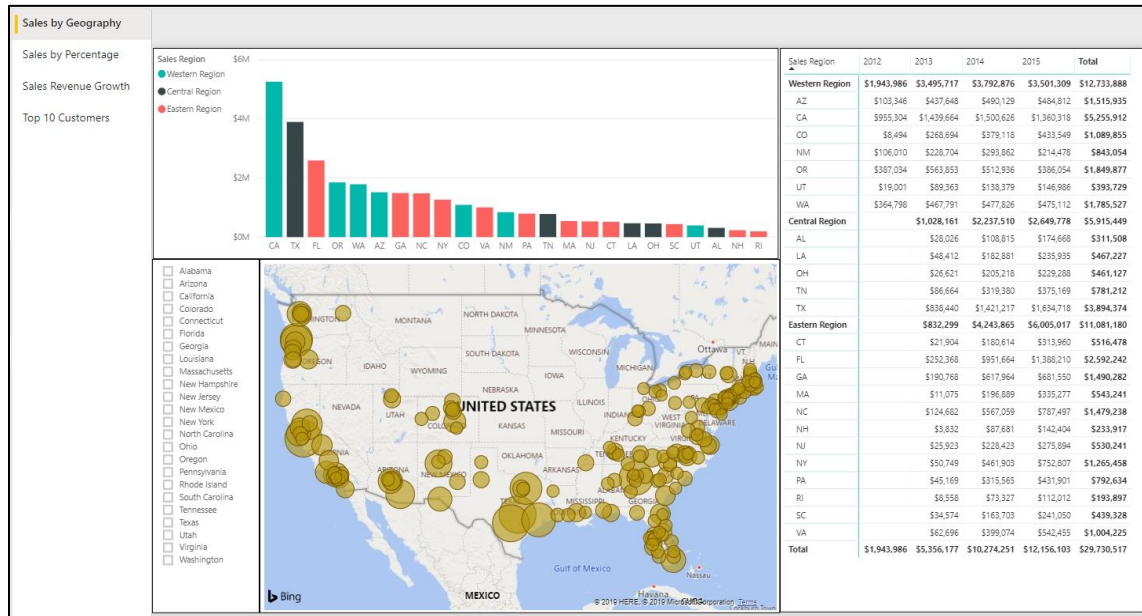 Sales by Geography
Sales by Percentage
Sales Revenue Growth
Top 10 Customers
Sales Region
Western Region
Central Region
Eastern Region
$6M
$4M
$2M
$0M
CA TX FL OR WA AZ GA NC NY CO VA NM PA TN MA NJ CT LA OH SC UT AL NH RI
Alabama
Arizona
California
Colorado
Connecticut
Florida
Georgia
Louisiana
Massachusetts
New Hampshire
New Jersey
New Mexico
New York
North Carolina
Ohio
Oregon
Pennsylvania
Rhode Island
South Carolina
Tennessee
Texas
Utah
Virginia
Washington
MONTANA
NORTH DAKOTA
MINNESOTA
Ottawa
VT.
N.H.
MAIN
SOUTH DAKOTA
WISCONSIN
MICHIGAN
IDAHO
WYOMING
IOWA
NEBRASKA
NEVADA
UTAH
UNITED STATES
ILLINOIS
KANSAS
MISSOURI
WEST
VIRGINIA
KENTUCKY
OKLAHOMA
ARKANSAS
MISSISSIPPI
GEORGIA
Gulf of Mexico
MEXICO
Havana
Nassau
Bing
© 2019 HERE, © 2019 Microsoft Corporation Terms
Sales Region 2012 2013 2014 2015 Total
Western Region $1,943,986 $3,495,717 $3,792,876 $3,501,309 $12,733,888
AZ $103,346 $437,648 $490,129 $484,812 $1,515,935
CA $955,304 $1,439,664 $1,500,626 $1,360,318 $5,255,912
CO $8,494 $268,694 $379,118 $433,549 $1,089,855
NM $106,010 $228,704 $293,862 $214,478 $843,054
OR $387,034 $563,853 $512,936 $386,054 $1,849,877
UT $19,001 $89,363 $138,379 $146,986 $393,729
WA $364,798 $467,791 $477,826 $475,112 $1,785,527
Central Region $1,028,161 $2,237,510 $2,649,778 $5,915,449
AL $28,026 $108,815 $174,668 $311,508
LA $48,412 $182,881 $235,935 $467,227
OH $26,621 $205,218 $229,288 $461,127
TN $86,664 $319,380 $375,169 $781,212
TX $838,440 $1,421,217 $1,634,718 $3,894,374
Eastern Region $832,299 $4,243,865 $6,005,017 $11,081,180
CT $21,904 $180,614 $313,960 $516,478
FL $252,368 $951,664 $1,388,210 $2,592,242
GA $190,768 $617,964 $681,550 $1,490,282
MA $11,075 $196,889 $335,277 $543,241
NC $124,682 $567,059 $787,497 $1,479,238
NH $3,832 $87,681 $142,404 $233,917
NJ $25,923 $228,423 $275,894 $530,241
NY $50,749 $461,903 $752,807 $1,265,458
PA $45,169 $315,565 $431,901 $792,634
RI $8,558 $73,327 $112,012 $193,897
SC $34,574 $163,703 $241,050 $439,328
VA $62,696 $399,074 $542,455 $1,004,225
Total $1,943,986 $5,356,177 $10,274,251 $12,156,103 $29,730,517